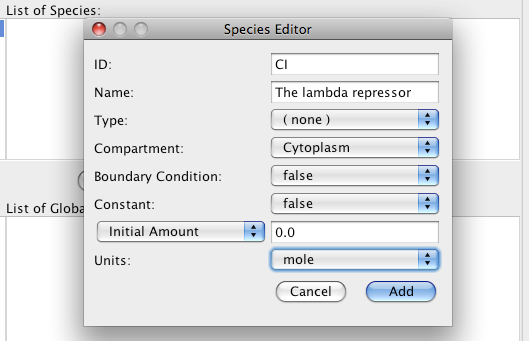 List of Species:
Species Editor
ID: CI
Name: The lambda repressor
Type: ( none )
Compartment: Cytoplasm
Boundary Condition: false
Constant: false
List of Globa
Initial Amount 0.0
Units: mole
Cancel Add